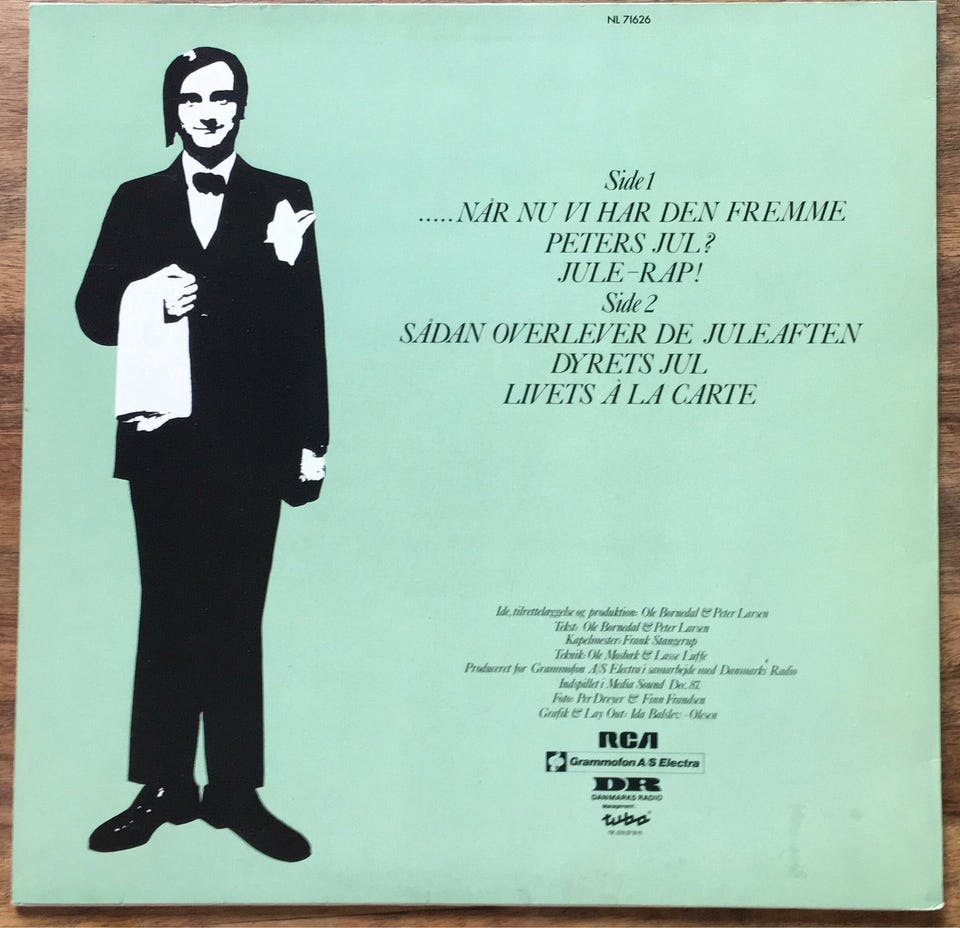 NL 71626
Side 1
.....NÅR NU VI HAR DEN FREMME
PETERS JUL?
JULE-RAP!
Side 2
SÅDAN OVERLEVER DE JULEAFTEN
DYRETS JUL
LIVETS À LA CARTE
Ide, tilrettelæggelse og produktion: Ole Bornedal & Peter Larsen
Tekst: Ole Bornedal & Peter Larsen
Kapelmester: Frank Stangerup
Teknik: Ole Mosbæk & Lasse Luffe
Produceret for Grammofon A/S Electra i samarbejde med Danmarks Radio
Indspillet i Media Sound Dec. 87.
Foto: Per Dreyer & Finn Frandsen
Grafik & Lay Out: Ida Balslev-Olesen
RCA
Grammofon A/S Electra
DR
DANMARKS RADIO
Management:
tuba